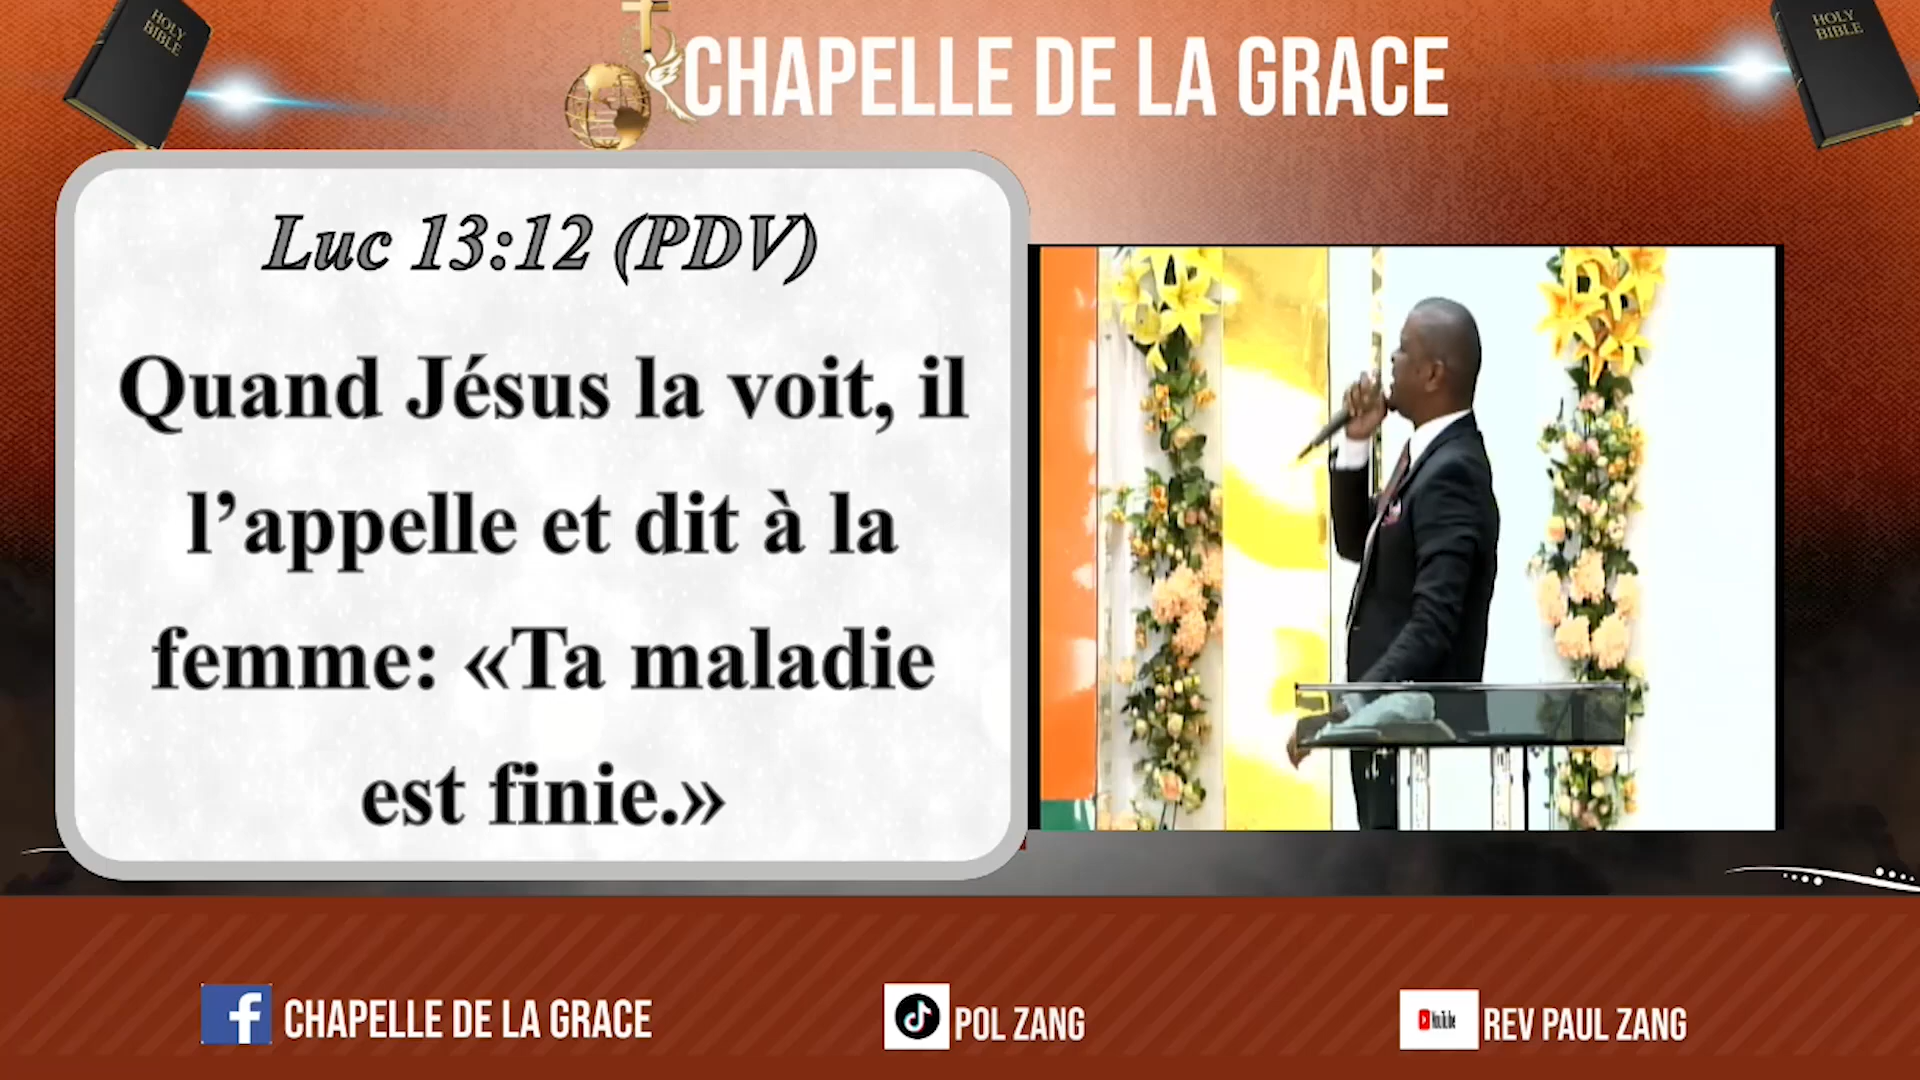 HOLY
BIBLE
CHAPELLE DE LA GRACE
HOLY
BIBLE
Luc 13:12 (PDV)
Quand Jésus la voit, il
l’appelle et dit à la
femme: «Ta maladie
est finie.»
CHAPELLE DE LA GRACE
POL ZANG
YouTube
REV PAUL ZANG